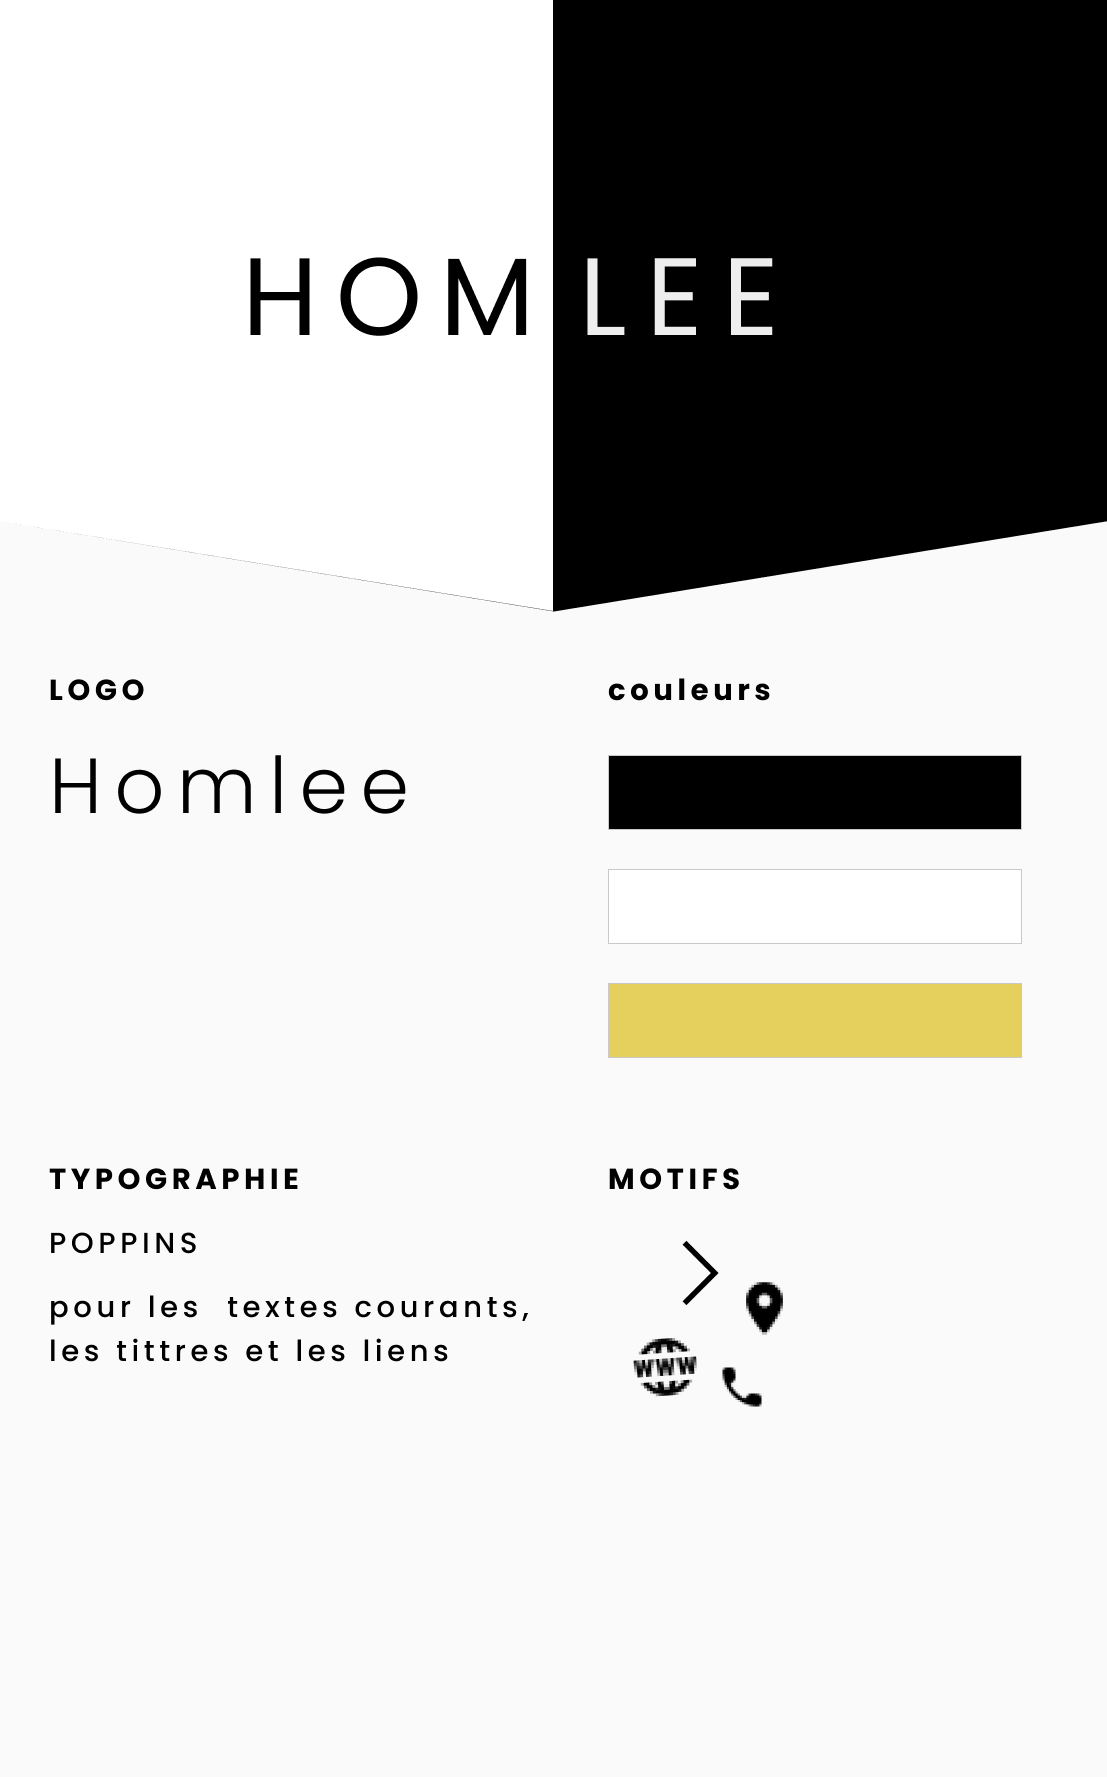 HOMLEE
LOGO
Homlee
couleurs
TYPOGRAPHIE
POPPINS
pour les textes courants,
les tittres et les liens
MOTIFS
WWW